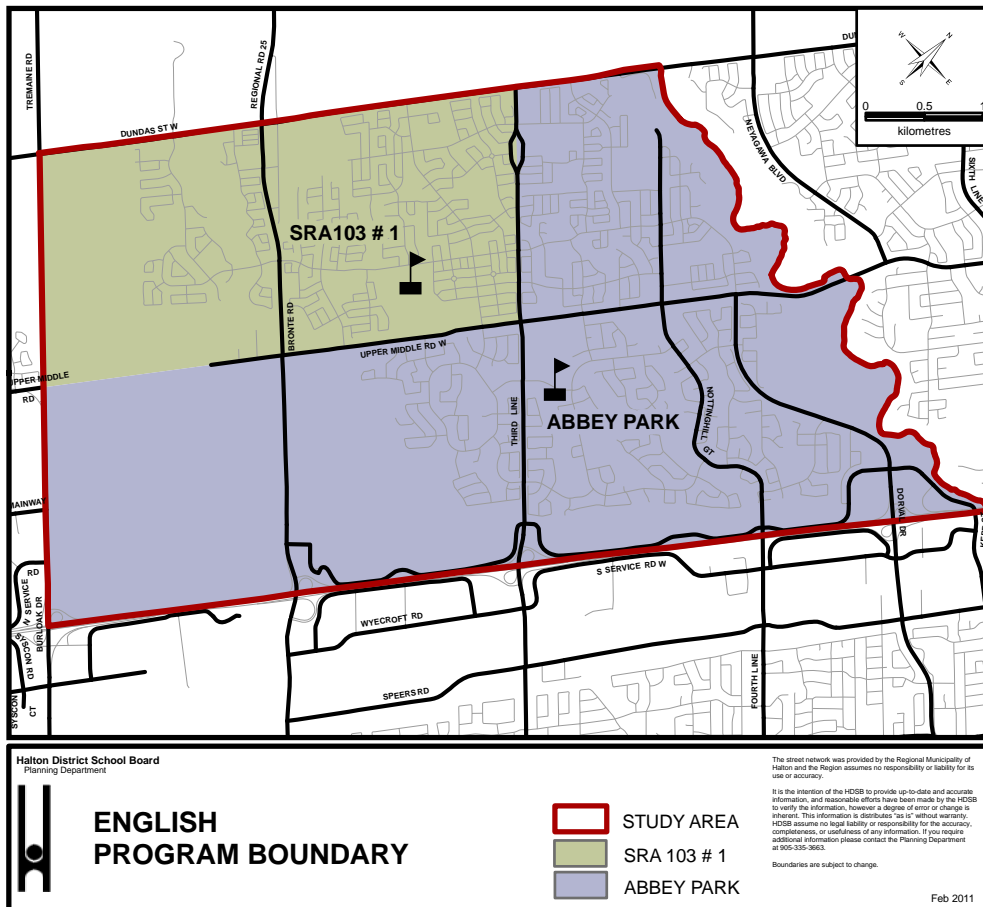 TREMAINE RD
REGIONAL RD 25
DUNDAS ST W
W
N
S
E
0
0.5
1
kilometres
NEYAGAWA BLVD
SIXTH LINE
SRA103 # 1
BRONTE RD
UPPER MIDDLE RD W
UPPER MIDDLE
RD
THIRD LINE
ABBEY PARK
NOTTINGHILL GT
MAINWAY
DORVAL DR
RD
N SERVICE
BURLOAK DR
SYSCON RD
SYSCON
CT
S SERVICE RD W
WYECROFT RD
SPEERS RD
FOURTH LINE
Halton District School Board
Planning Department
ENGLISH
PROGRAM BOUNDARY
STUDY AREA
SRA 103 # 1
ABBEY PARK
The street network was provided by the Regional Municipality of
Halton and the Region assumes no responsibility or liability for its
use or accuracy.
It is the intention of the HDSB to provide up-to-date and accurate
information, and reasonable efforts have been made by the HDSB
to verify the information, however a degree of error or change is
inherent. This information is distributes "as is" without warranty.
HDSB assume no legal liability or responsibility for the accuracy,
completeness, or usefulness of any information. If you require
additional information please contact the Planning Department
at 905-335-3663.
Boundaries are subject to change.
Feb 2011